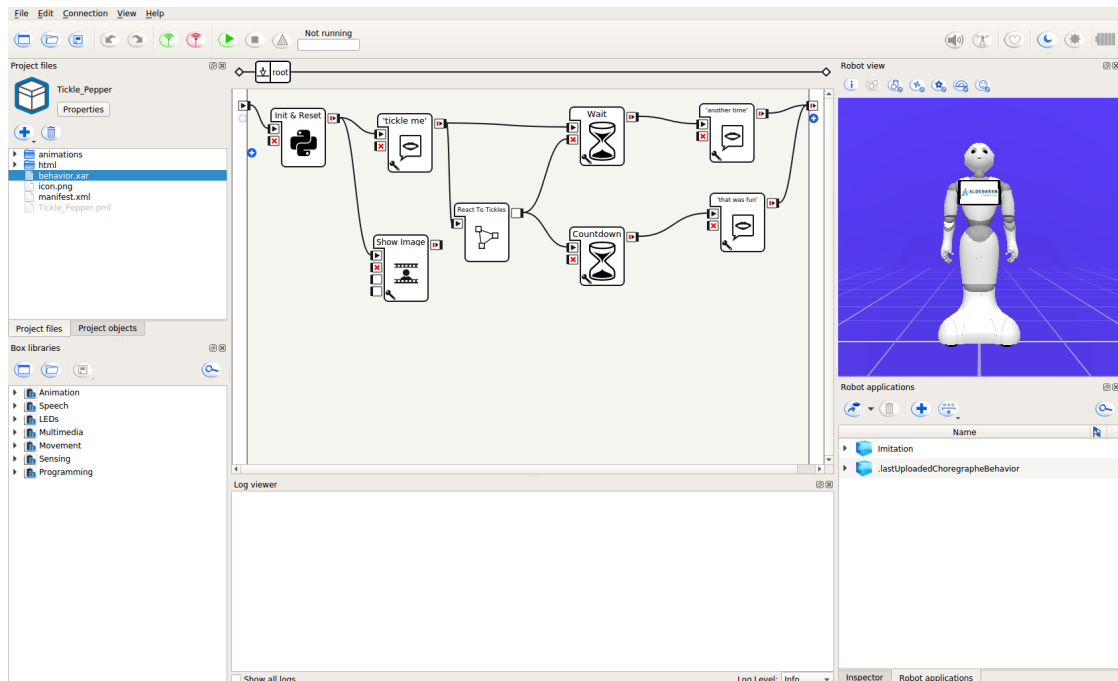 File Edit Connection View Help
Not running
Project files
Tickle_Pepper
Properties
animations
html
behavior.xar
icon.png
manifest.xml
Tickle_Pepper.pml
Project files Project objects
Box libraries
Animation
Speech
LEDs
Multimedia
Movement
Sensing
Programming
root
Init & Reset
'tickle me'
Wait
'another time'
React To Tickles
'that was fun'
Show Image
Countdown
Log viewer
Show all logs
Log Level: Info
Robot view
ALDEBARAN
Robot applications
Name
Imitation
.lastUploadedChoregrapheBehavior
Inspector Robot applications